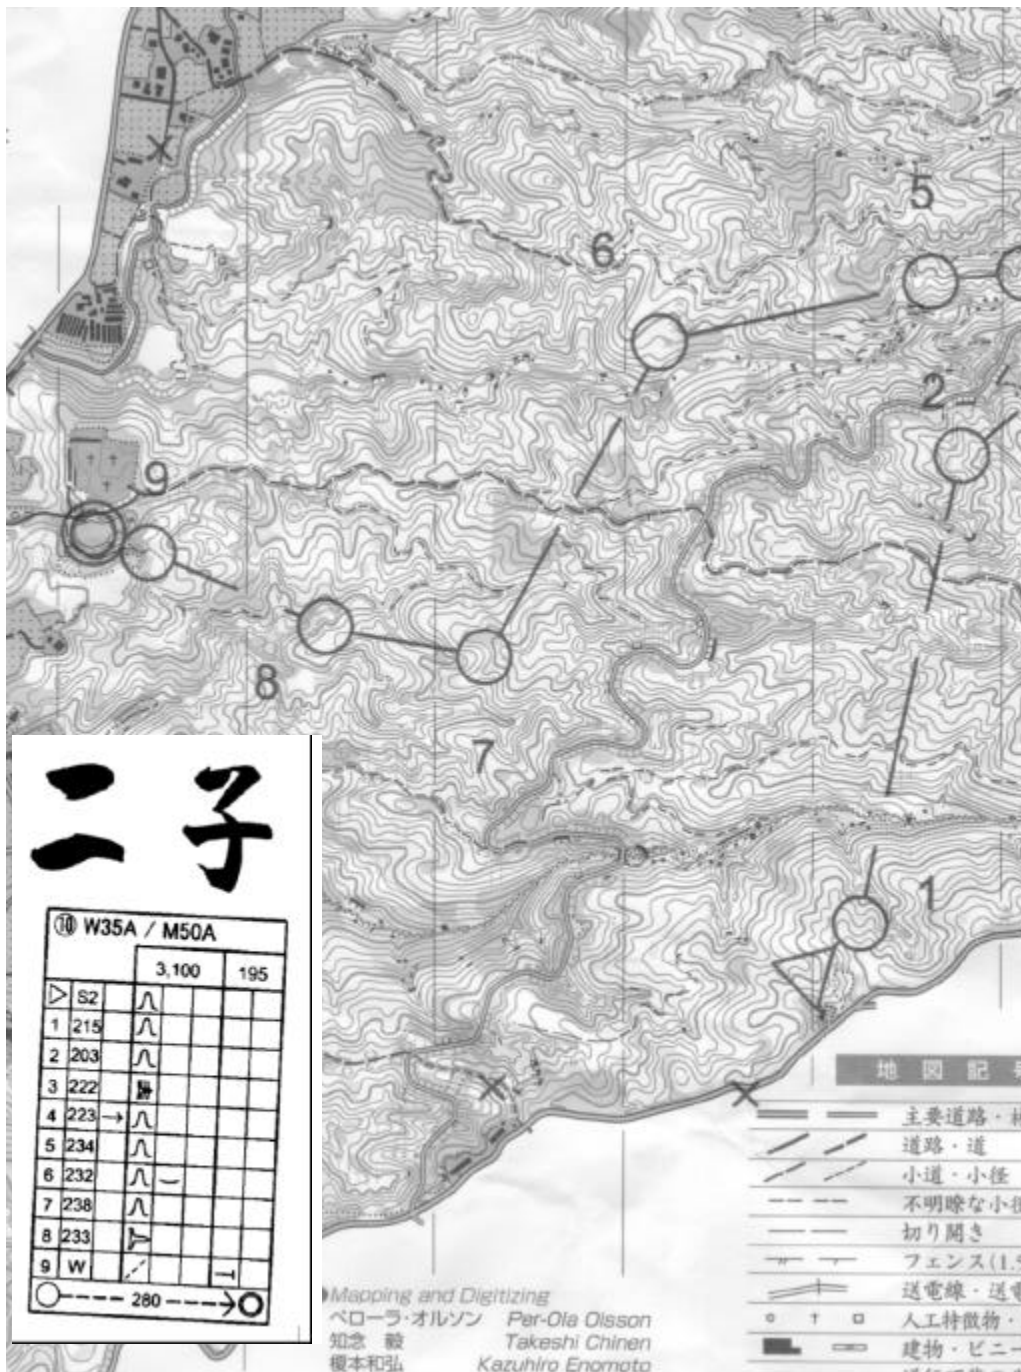 5
6
2
9
8
7
1
二子
⑩ W35A / M50A
3,100 195
S2
1 215
2 203
3 222
4 223
5 234
6 232
7 238
8 233
9 W
280
地図記号
主要道路・
道路・道
小道・小径
不明瞭な小径
切り開き
フェンス(1.
送電線・送電
人工特徴物・
建物・ビニー
Mapping and Digitizing
ペローラ・オルソン Per-Ola Olsson
知念 毅 Takeshi Chinen
榎本和弘 Kazuhiro Enomoto